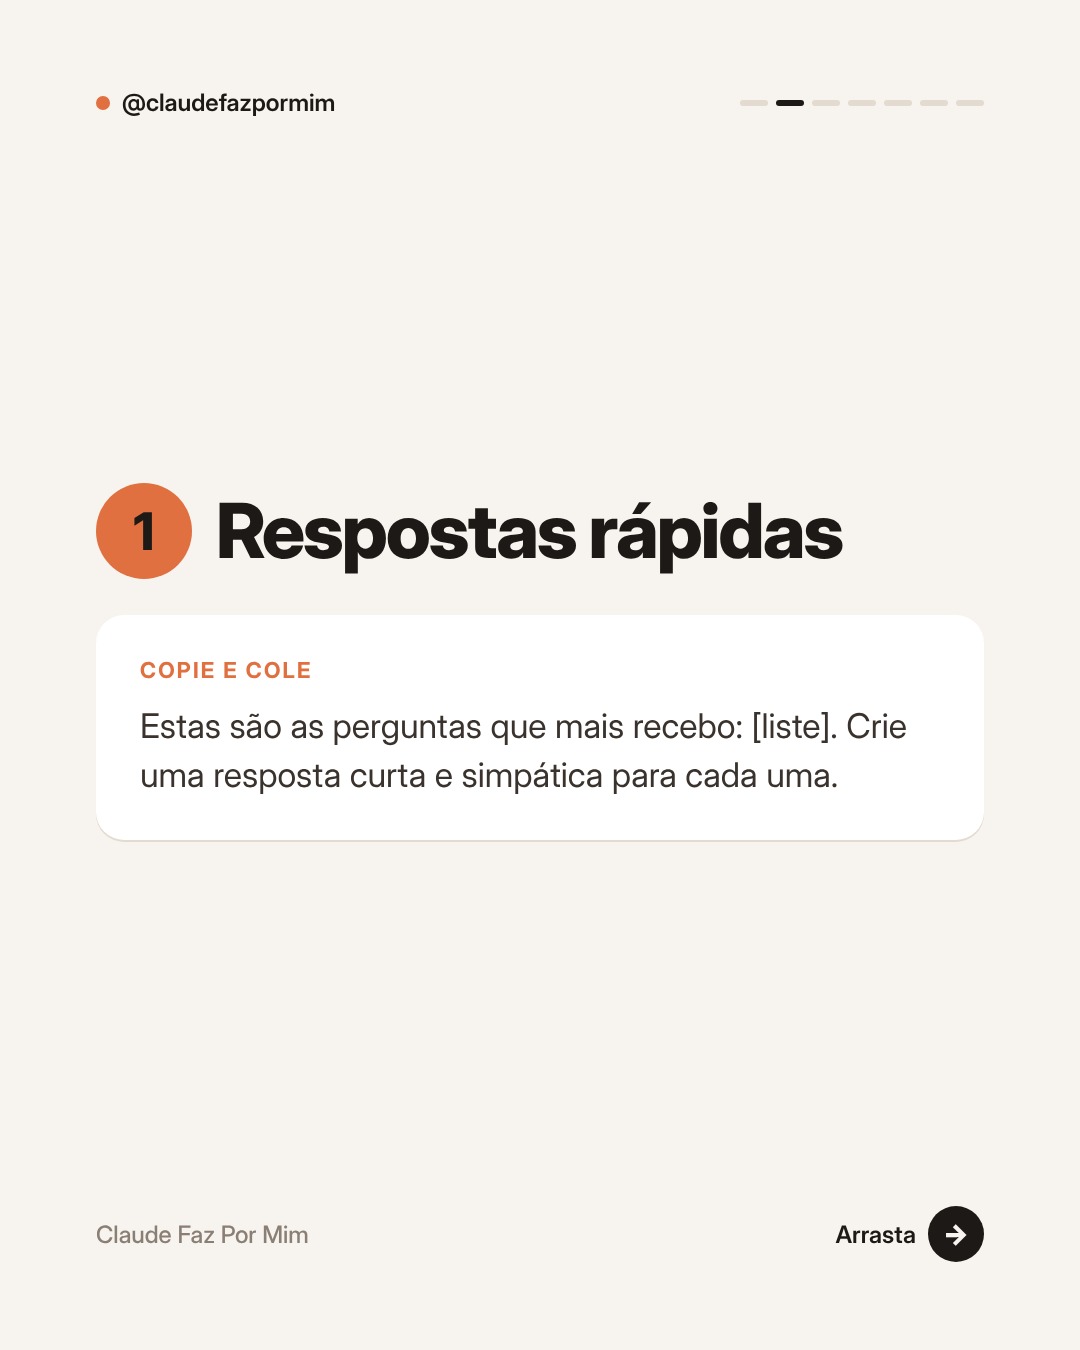 @claudefazpormim
1 Respostas rápidas
COPIE E COLE
Estas são as perguntas que mais recebo: [liste]. Crie
uma resposta curta e simpática para cada uma.
Claude Faz Por Mim
Arrasta